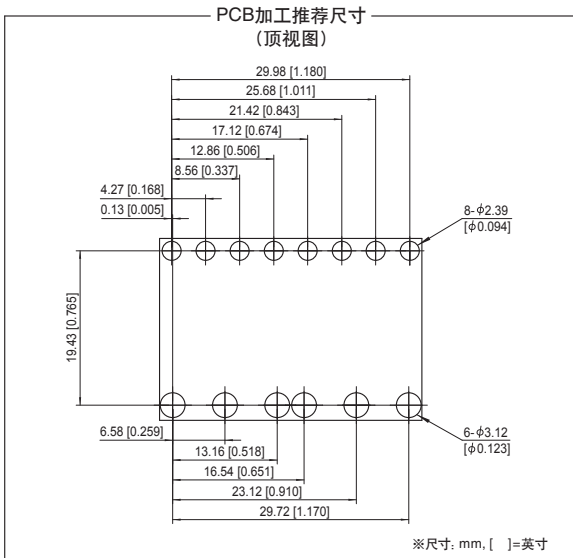 PCB加工推荐尺寸
(顶视图)
29.98 [1.180]
25.68 [1.011]
21.42 [0.843]
17.12 [0.674]
12.86 [0.506]
8.56 [0.337]
4.27 [0.168]
0.13 [0.005]
8-ϕ2.39
[ϕ0.094]
19.43 [0.765]
6.58 [0.259]
13.16 [0.518]
16.54 [0.651]
23.12 [0.910]
29.72 [1.170]
6-ϕ3.12
[ϕ0.123]
※尺寸: mm, [ ]=英寸